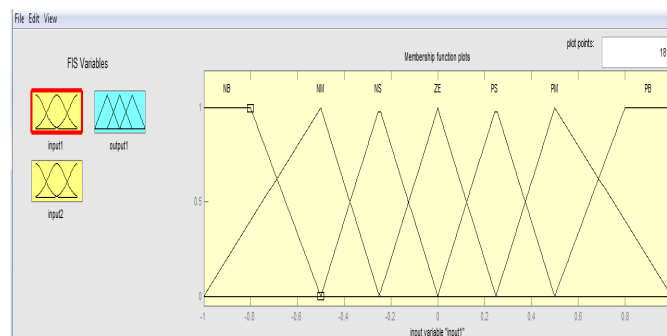 File Edit View
FIS Variables
input1
output1
input2
plot points:
18
Membership function plots
NB NM NS ZE PS PM PB
1
0.5
0
-1 -0.8 -0.6 -0.4 -0.2 0 0.2 0.4 0.6 0.8
input variable "input1"